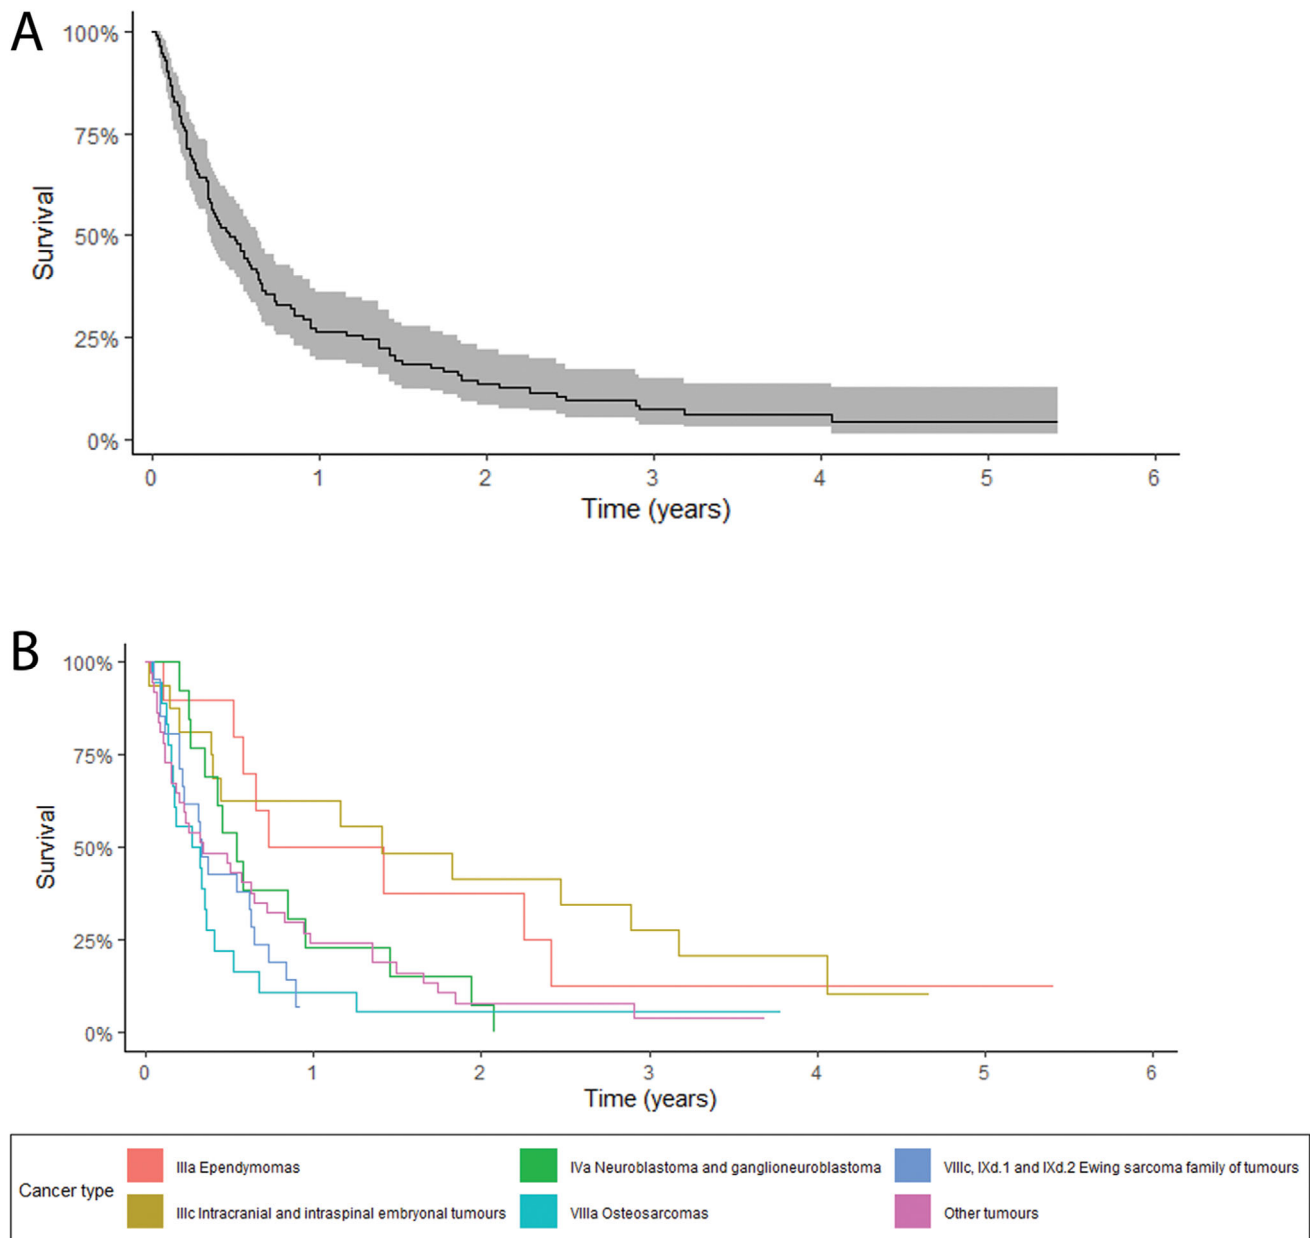 A
100%
75%
50%
25%
0%
Survival
0 1 2 3 4 5 6
Time (years)
B
100%
75%
50%
25%
0%
Survival
0 1 2 3 4 5 6
Time (years)
Cancer type
IIIa Ependymomas
IVa Neuroblastoma and ganglioneuroblastoma
VIIIc, IXd.1 and IXd.2 Ewing sarcoma family of tumours
IIIc Intracranial and intraspinal embryonal tumours
VIIIa Osteosarcomas
Other tumours